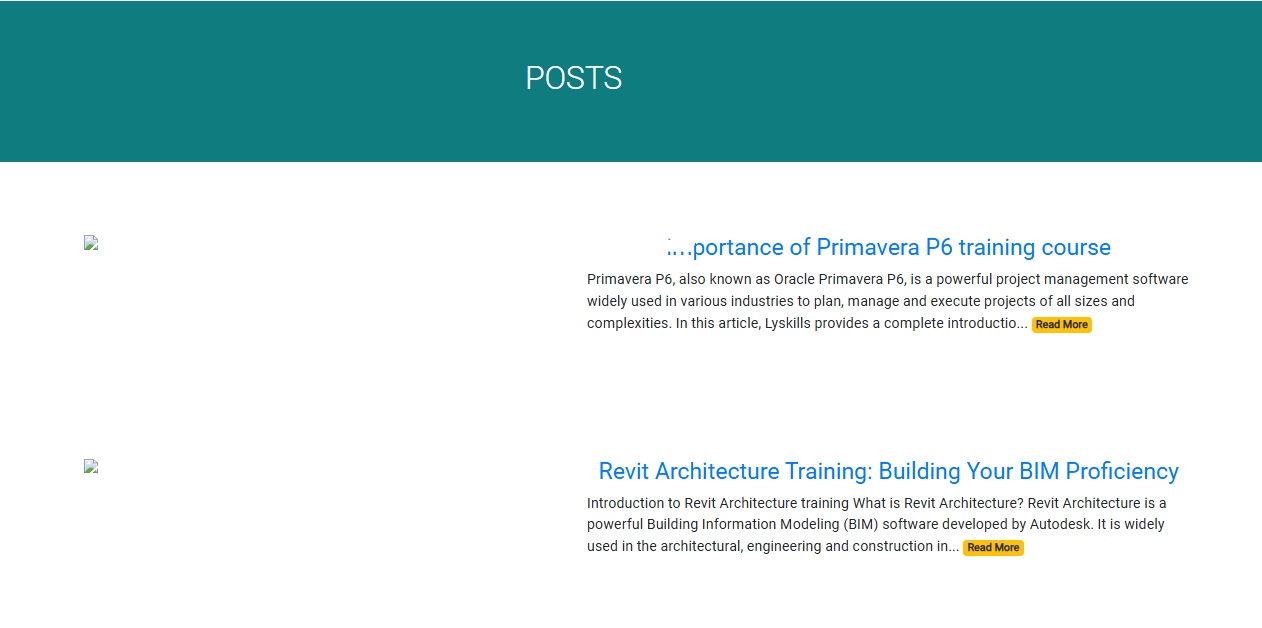 POSTS
portance of Primavera P6 training course
Primavera P6, also known as Oracle Primavera P6, is a powerful project management software
widely used in various industries to plan, manage and execute projects of all sizes and
complexities. In this article, Lyskills provides a complete introductio... Read More
Revit Architecture Training: Building Your BIM Proficiency
Introduction to Revit Architecture training What is Revit Architecture? Revit Architecture is a
powerful Building Information Modeling (BIM) software developed by Autodesk. It is widely
used in the architectural, engineering and construction in... Read More